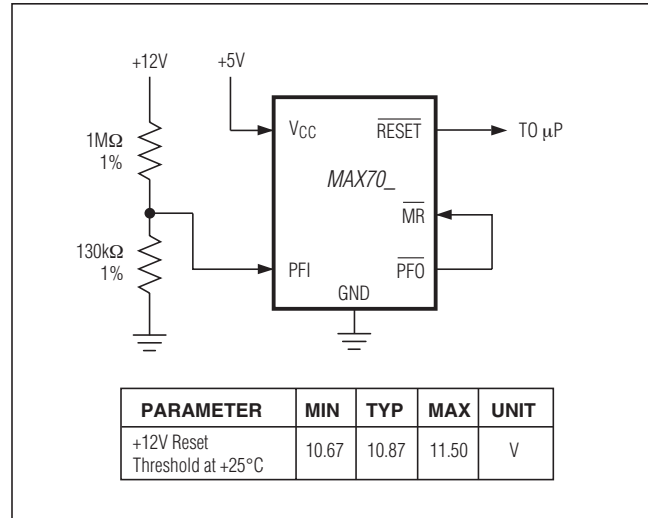 +12V +5V
1MΩ
1%
130kΩ
1%
VCC RESET TO μP
MAX70_
MR
PFI PFO
GND
PARAMETER MIN TYP MAX UNIT
+12V Reset
Threshold at +25°C 10.67 10.87 11.50 V